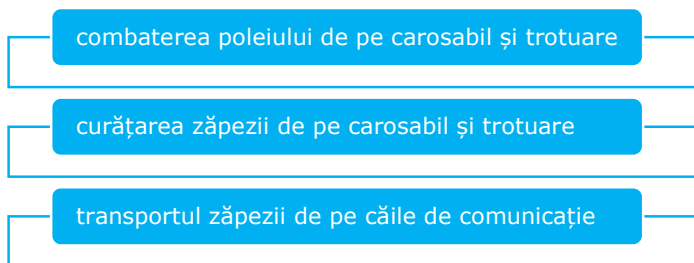 combaterea poleiului de pe carosabil și trotuare
curățarea zăpezii de pe carosabil și trotuare
transportul zăpezii de pe căile de comunicație